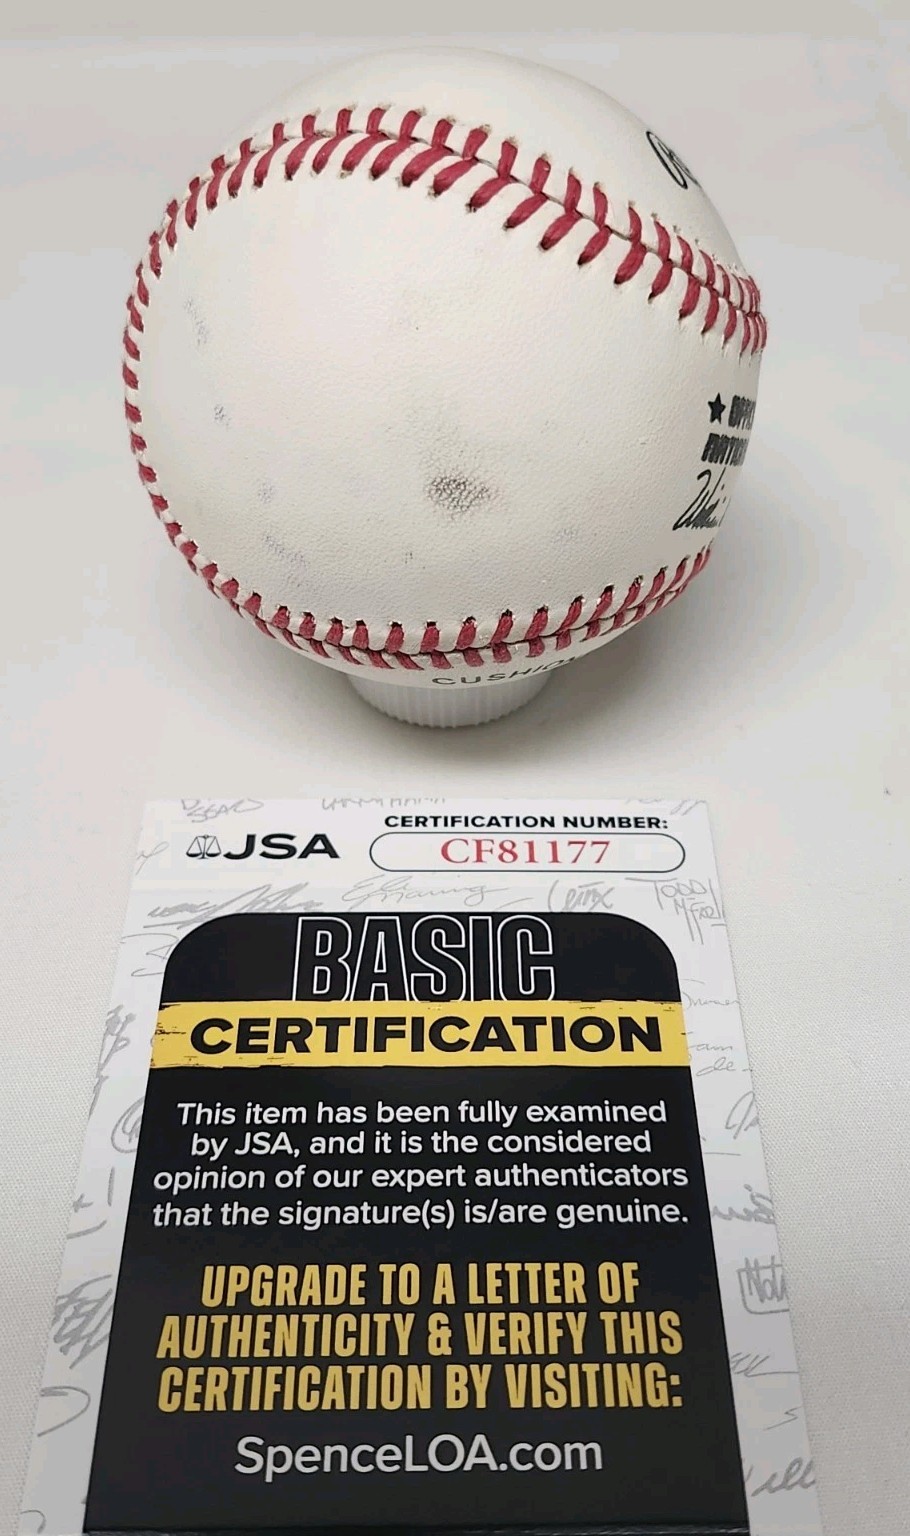 CUSHION
CERTIFICATION NUMBER:
JSA
CF81177
BASIC
CERTIFICATION
This item has been fully examined
by JSA, and it is the considered
opinion of our expert authenticators
that the signature(s) is/are genuine.
UPGRADE TO A LETTER OF
AUTHENTICITY & VERIFY THIS
CERTIFICATION BY VISITING:
SpenceLOA.com